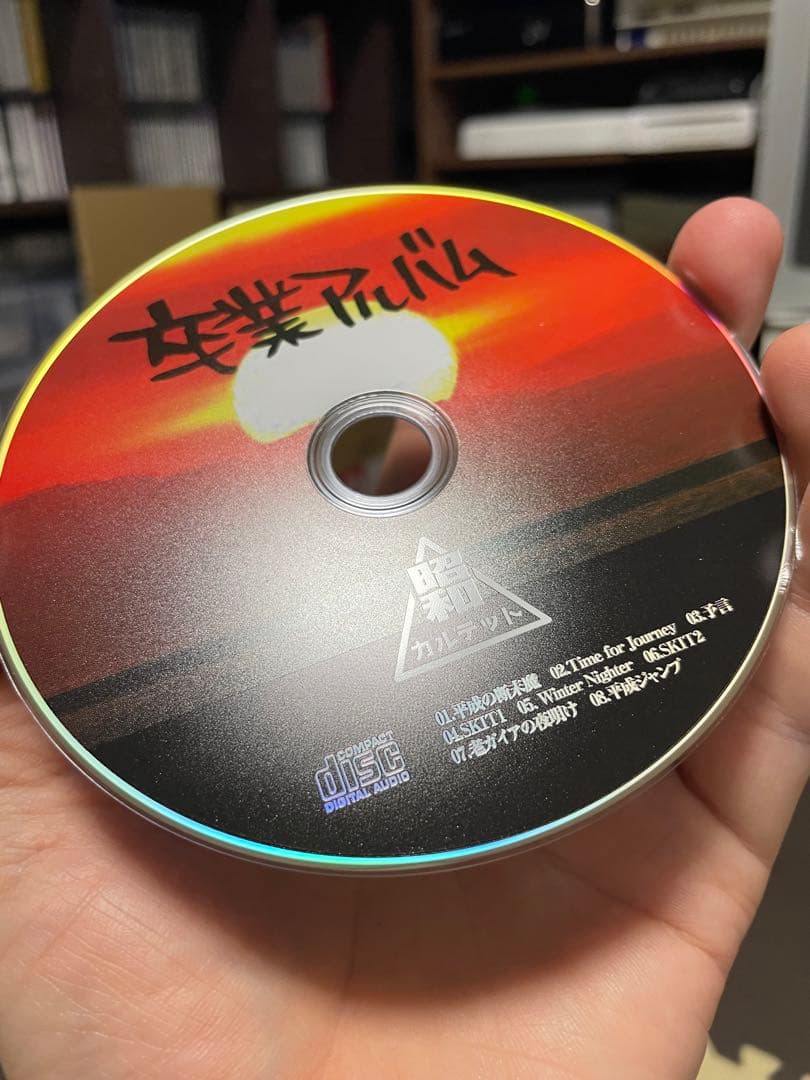 卒業アルバム
昭和
カルテット
01.平成の断末魔 02.Time for Journey 03.予言
04.SKIT1 05. Winter Nighter 06.SKIT2
07.老ガイアの夜明け 08.平成ジャンプ
COMPACT
disc
DIGITAL AUDIO